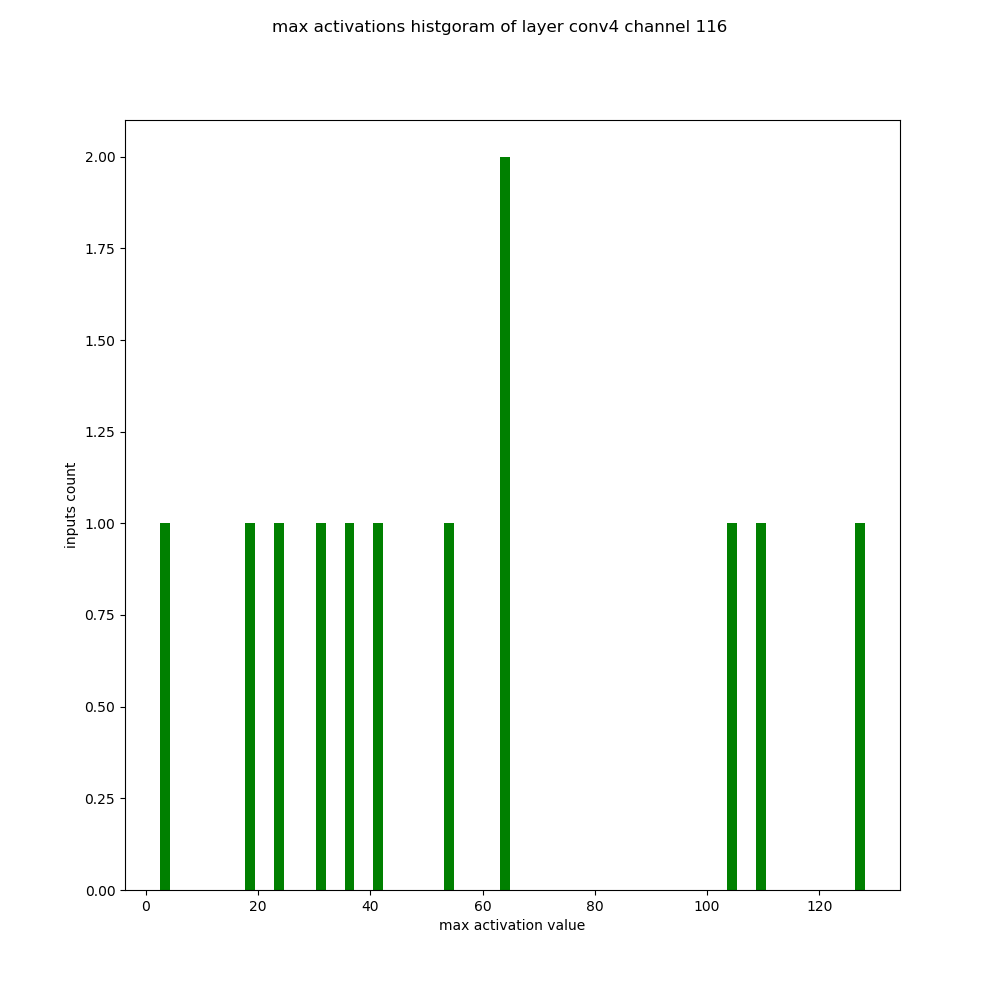 max activations histgoram of layer conv4 channel 116
2.00
1.75
1.50
1.25
1.00
0.75
0.50
0.25
0.00
inputs count
0 20 40 60 80 100 120
max activation value